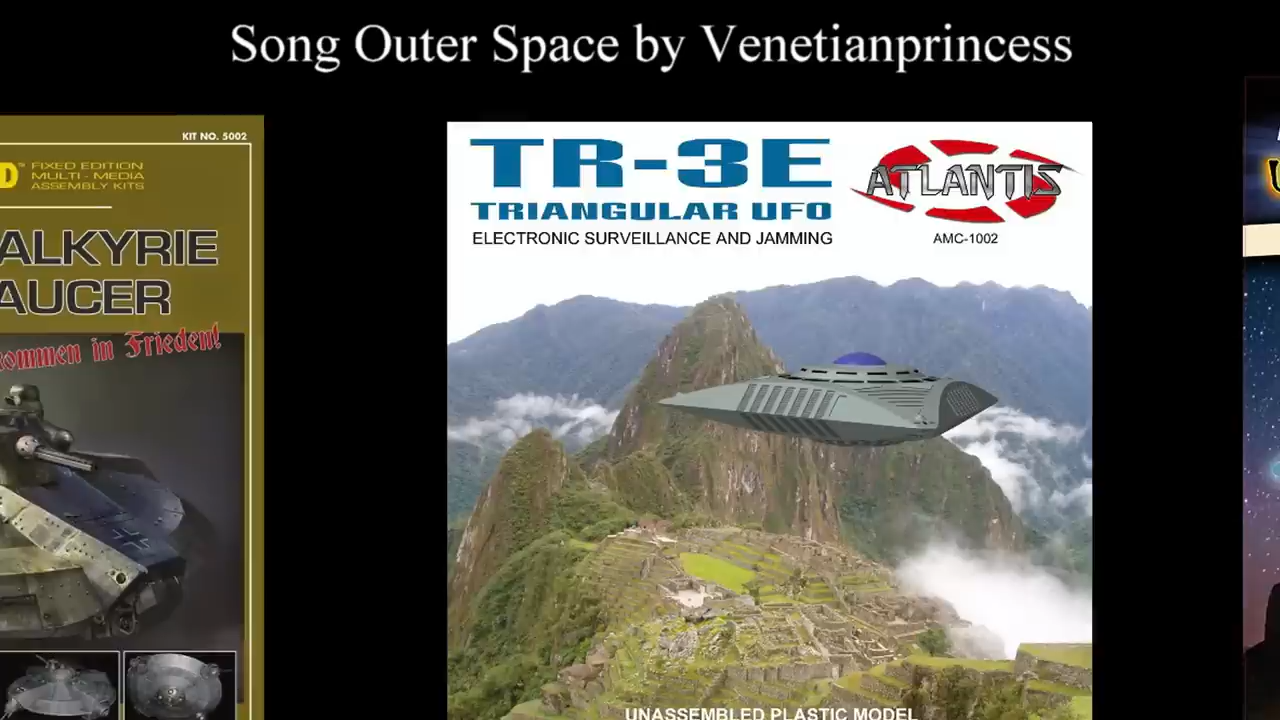 Song Outer Space by Venetianprincess
KIT NO. 5002
D™ FIXED EDITION
MULTI-MEDIA
ASSEMBLY KITS
ALKYRIE
AUCER
ommen in Frieden!
TR-3E
TRIANGULAR UFO
ELECTRONIC SURVEILLANCE AND JAMMING
ATLANTIS
AMC-1002
UNASSEMBLED PLASTIC MODEL